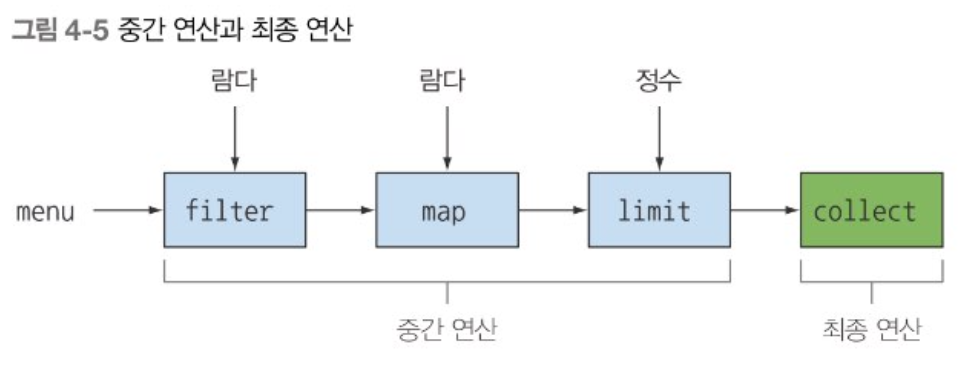 그림 4-5 중간 연산과 최종 연산
람다 람다 정수
menu filter map limit collect
중간 연산 최종 연산